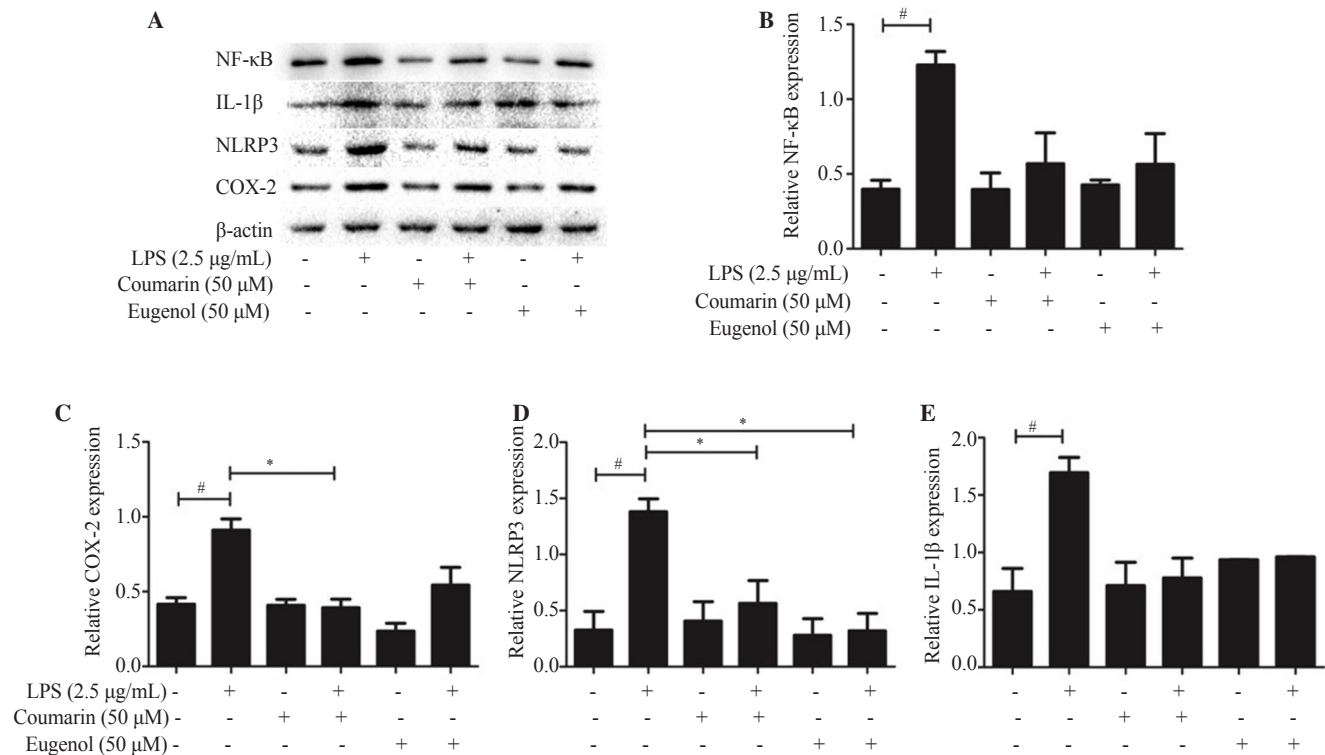 A
NF-κB
IL-1β
NLRP3
COX-2
β-actin
LPS (2.5 μg/mL) - + - + - +
Coumarin (50 μM) - - + + - -
Eugenol (50 μM) - - - - + +
B
#
Relative NF-κB expression
1.5
1.0
0.5
0.0
LPS (2.5 μg/mL) - + - + - +
Coumarin (50 μM) - - + + - -
Eugenol (50 μM) - - - - + +
C
# *
Relative COX-2 expression
1.5
1.0
0.5
0.0
LPS (2.5 μg/mL) - + - + - +
Coumarin (50 μM) - - + + - -
Eugenol (50 μM) - - - - + +
D
# * *
Relative NLRP3 expression
2.0
1.5
1.0
0.5
0.0
- + - + - +
- - + + - -
- - - - + +
E
#
Relative IL-1β expression
2.0
1.5
1.0
0.5
0.0
- + - + - +
- - + + - -
- - - - + +